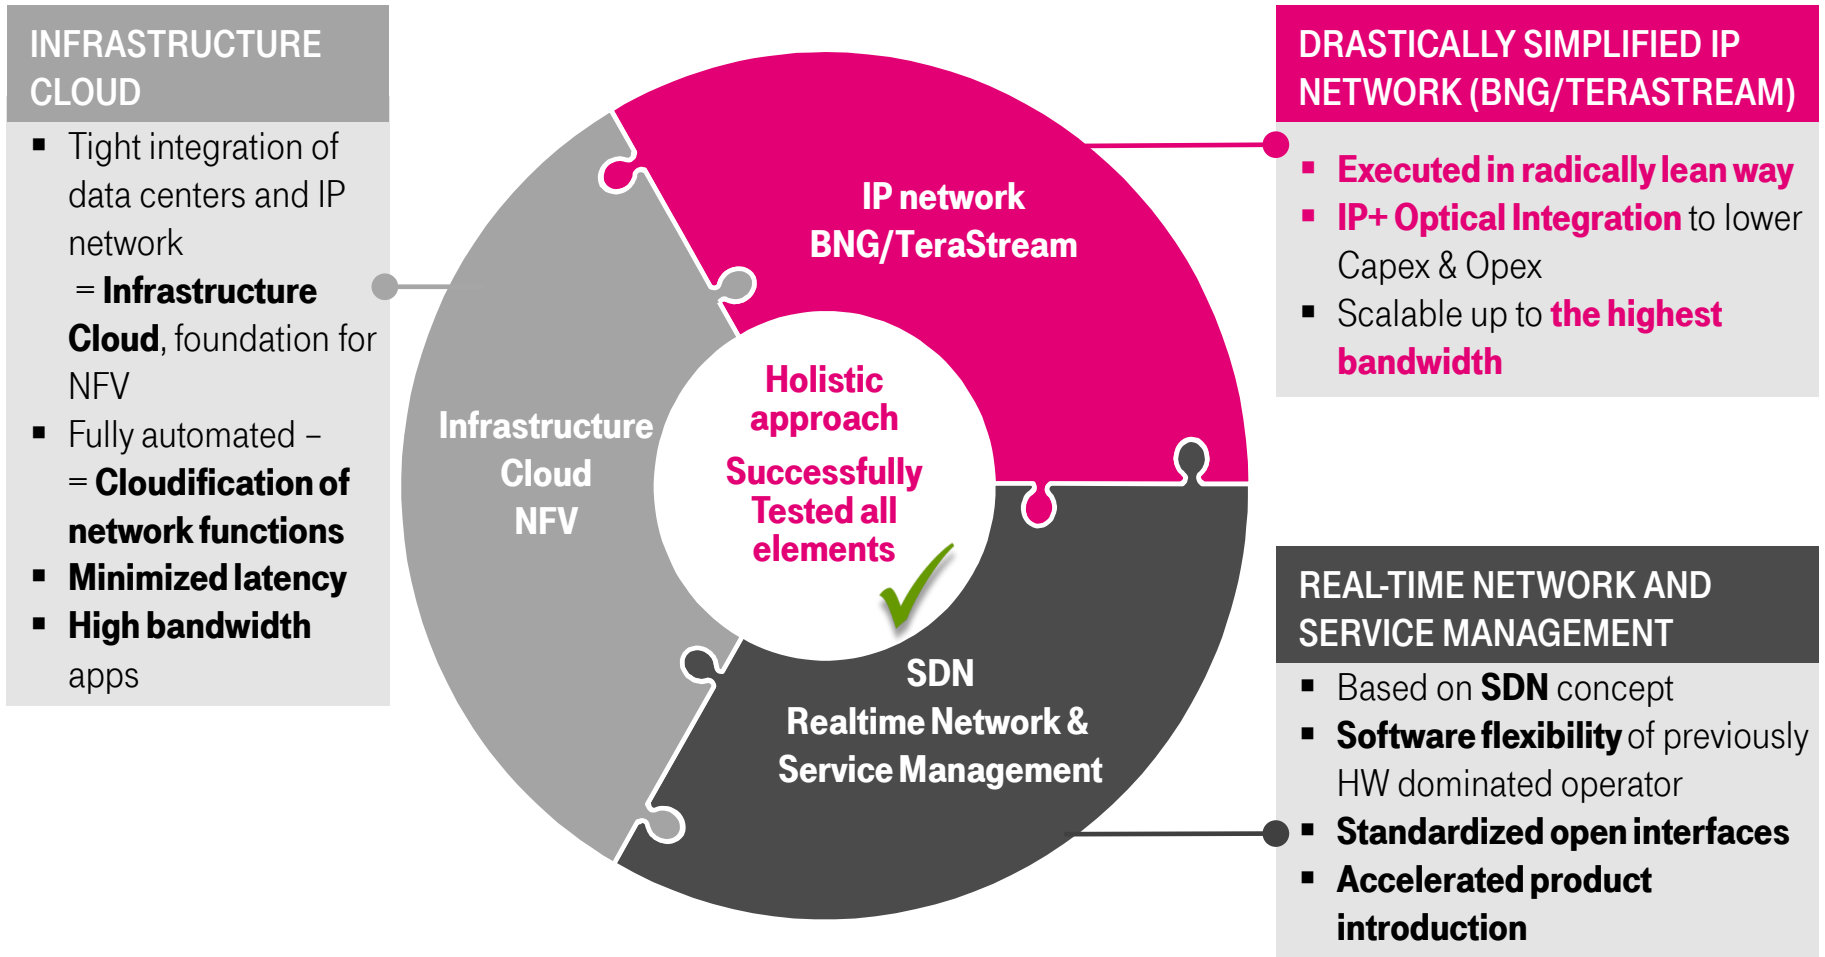 INFRASTRUCTURE
CLOUD
▪ Tight integration of
data centers and IP
network
= Infrastructure
Cloud, foundation for
NFV
▪ Fully automated –
= Cloudification of
network functions
▪ Minimized latency
▪ High bandwidth
apps
IP network
BNG/TeraStream
Infrastructure
Cloud
NFV
Holistic
approach
Successfully
Tested all
elements
SDN
Realtime Network &
Service Management
DRASTICALLY SIMPLIFIED IP
NETWORK (BNG/TERASTREAM)
▪ Executed in radically lean way
▪ IP+ Optical Integration to lower
Capex & Opex
▪ Scalable up to the highest
bandwidth
REAL-TIME NETWORK AND
SERVICE MANAGEMENT
▪ Based on SDN concept
▪ Software flexibility of previously
HW dominated operator
▪ Standardized open interfaces
▪ Accelerated product
introduction